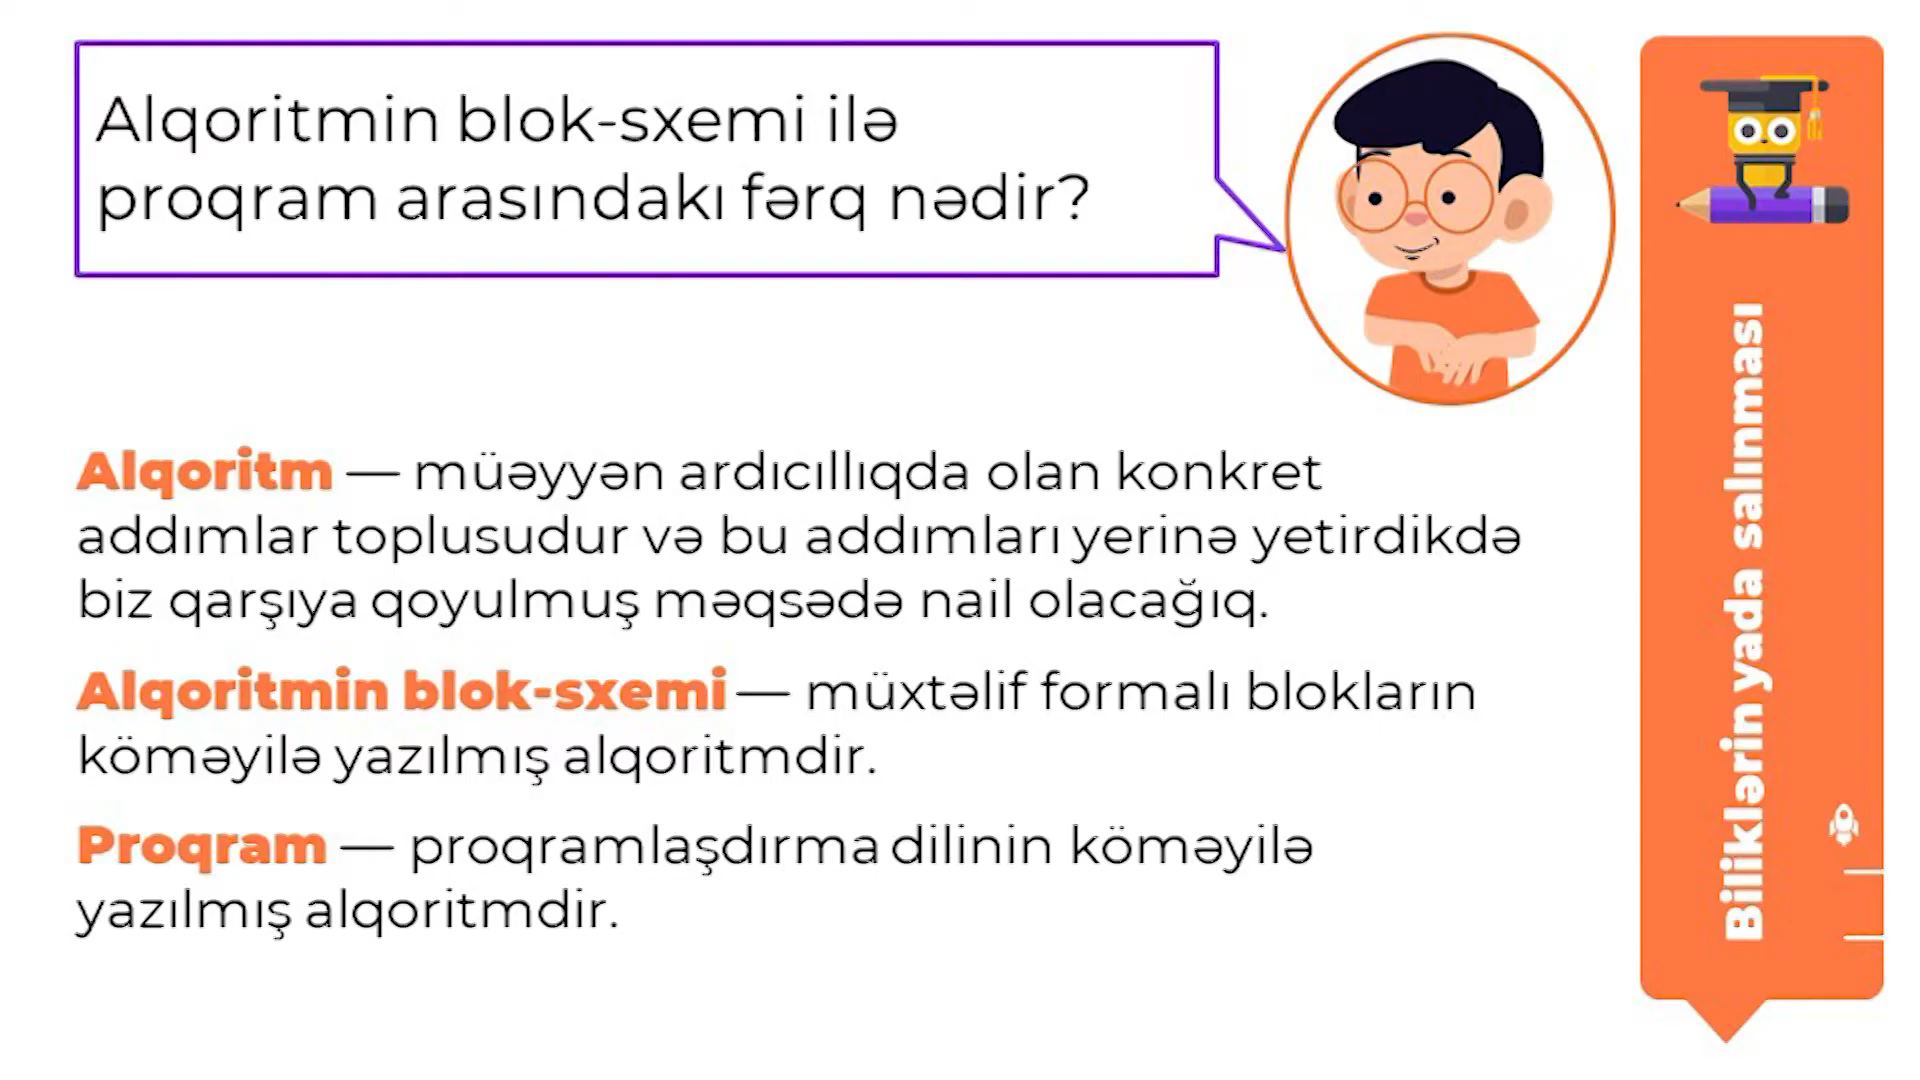 Alqoritmin blok-sxemi ilə
proqram arasındakı fərq nədir?
Alqoritm — müəyyən ardıcıllıqda olan konkret
addımlar toplusudur və bu addımları yerinə yetirdikdə
biz qarşıya qoyulmuş məqsədə nail olacağıq.
Alqoritmin blok-sxemi — müxtəlif formalı blokların
köməyilə yazılmış alqoritmdir.
Proqram — proqramlaşdırma dilinin köməyilə
yazılmış alqoritmdir.
Biliklərin yada salınması